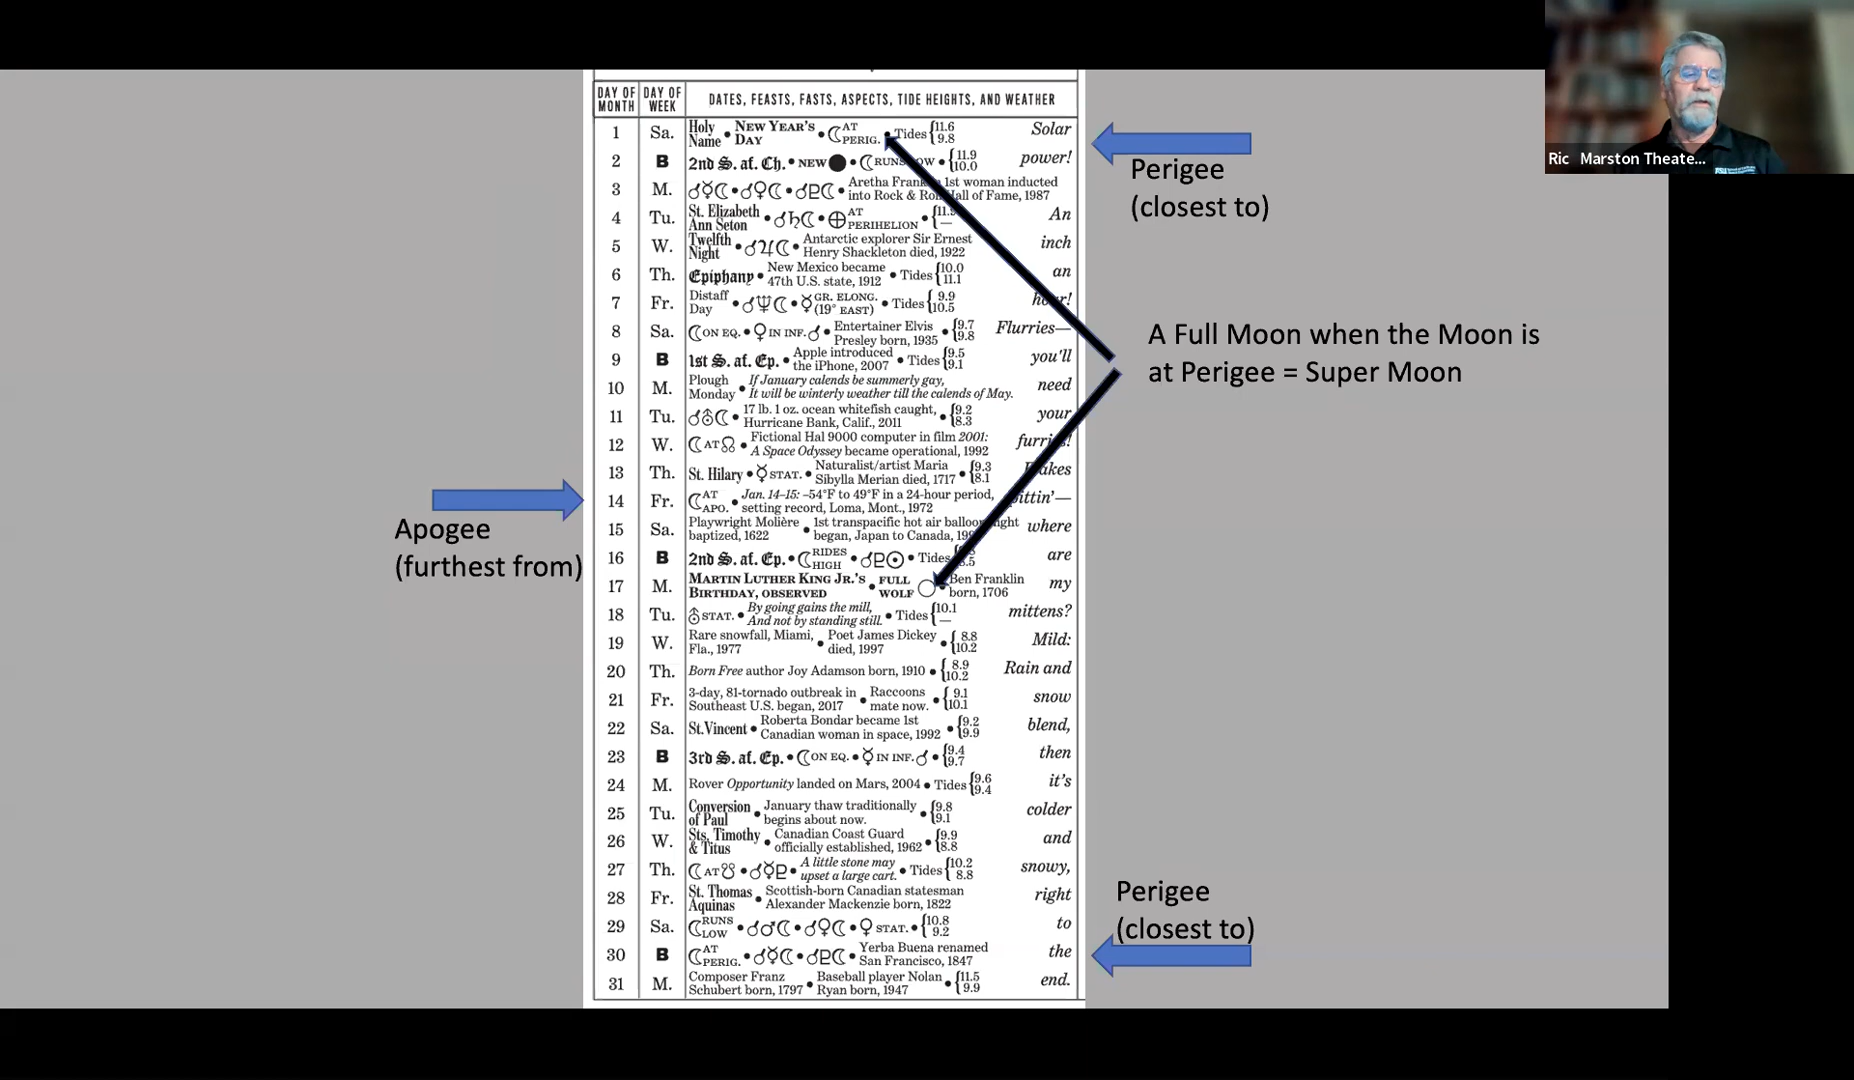 DAY OF MONTH DAY OF WEEK DATES, FEASTS, FASTS, ASPECTS, TIDE HEIGHTS, AND WEATHER
1 Sa. Holy Name • NEW YEAR'S DAY • ☾ AT PERIG. • Tides {11.6 9.8 Solar
2 B 2nd S. af. Ch. • NEW ● • ☾ RUNS LOW • {11.9 10.0 power!
3 M. ☌☿☾ • ☌♀☾ • ☌♇☾ • Aretha Franklin 1st woman inducted into Rock & Roll Hall of Fame, 1987
4 Tu. St. Elizabeth Ann Seton • ☌♄☾ • ⊕ AT PERIHELION • { — An
5 W. Twelfth Night • ☌♃☾ • Antarctic explorer Sir Ernest Henry Shackleton died, 1922 inch
6 Th. Epiphany • New Mexico became 47th U.S. state, 1912 • Tides {10.0 11.1 an
7 Fr. Distaff Day • ☌♆☾ • ☿ GR. ELONG. (19° EAST) • Tides {9.9 10.5 hour!
8 Sa. ☾ ON EQ. • ♀ IN INF. ☌ • Entertainer Elvis Presley born, 1935 • {9.7 9.8 Flurries—
9 B 1st S. af. Ep. • Apple introduced the iPhone, 2007 • Tides {9.5 9.1 you'll
10 M. Plough Monday • If January calends be summerly gay, It will be winterly weather till the calends of May. need
11 Tu. ☌⛢☾ • 17 lb. 1 oz. ocean whitefish caught, Hurricane Bank, Calif., 2011 • {9.2 8.3 your
12 W. ☾ AT ☊ • Fictional Hal 9000 computer in film 2001: A Space Odyssey became operational, 1992 furries!
13 Th. St. Hilary • ☿ STAT. • Naturalist/artist Maria Sibylla Merian died, 1717 • {9.3 8.1
14 Fr. ☾ AT APO. • Jan. 14–15: –54°F to 49°F in a 24-hour period, setting record, Loma, Mont., 1972
15 Sa. Playwright Molière baptized, 1622 • 1st transpacific hot air balloon flight began, Japan to Canada, where
16 B 2nd S. af. Ep. • ☾ RIDES HIGH • ☌♇☉ • Tides are
17 M. MARTIN LUTHER KING JR.'S BIRTHDAY, OBSERVED • FULL WOLF ○ • Ben Franklin born, 1706 my
18 Tu. ⛢ STAT. • By going gains the mill, And not by standing still. • Tides {10.1 — mittens?
19 W. Rare snowfall, Miami, Fla., 1977 • Poet James Dickey died, 1997 • {8.8 10.2 Mild:
20 Th. Born Free author Joy Adamson born, 1910 • {8.9 10.2 Rain and
21 Fr. 3-day, 81-tornado outbreak in Southeast U.S. began, 2017 • Raccoons mate now. • {9.1 10.1 snow
22 Sa. St. Vincent • Roberta Bondar became 1st Canadian woman in space, 1992 • {9.2 9.9 blend,
23 B 3rd S. af. Ep. • ☾ ON EQ. • ☿ IN INF. ☌ • {9.4 9.7 then
24 M. Rover Opportunity landed on Mars, 2004 • Tides {9.6 9.4 it's
25 Tu. Conversion of Paul • January thaw traditionally begins about now. • {9.8 9.1 colder
26 W. Sts. Timothy & Titus • Canadian Coast Guard officially established, 1962 • {9.9 8.8 and
27 Th. ☾ AT ☋ • ☌☿♇ • A little stone may upset a large cart. • Tides {10.2 8.8 snowy,
28 Fr. St. Thomas Aquinas • Scottish-born Canadian statesman Alexander Mackenzie born, 1822 right
29 Sa. ☾ RUNS LOW • ☌♂☾ • ☌♀☾ • ♀ STAT. • {10.8 9.2 to
30 B ☾ AT PERIG. • ☌☿☾ • ☌♇☾ • Yerba Buena renamed San Francisco, 1847 the
31 M. Composer Franz Schubert born, 1797 • Baseball player Nolan Ryan born, 1947 • {11.5 9.9 end.
Perigee
(closest to)
A Full Moon when the Moon is
at Perigee = Super Moon
Apogee
(furthest from)
Perigee
(closest to)
Ric Marston Theate...